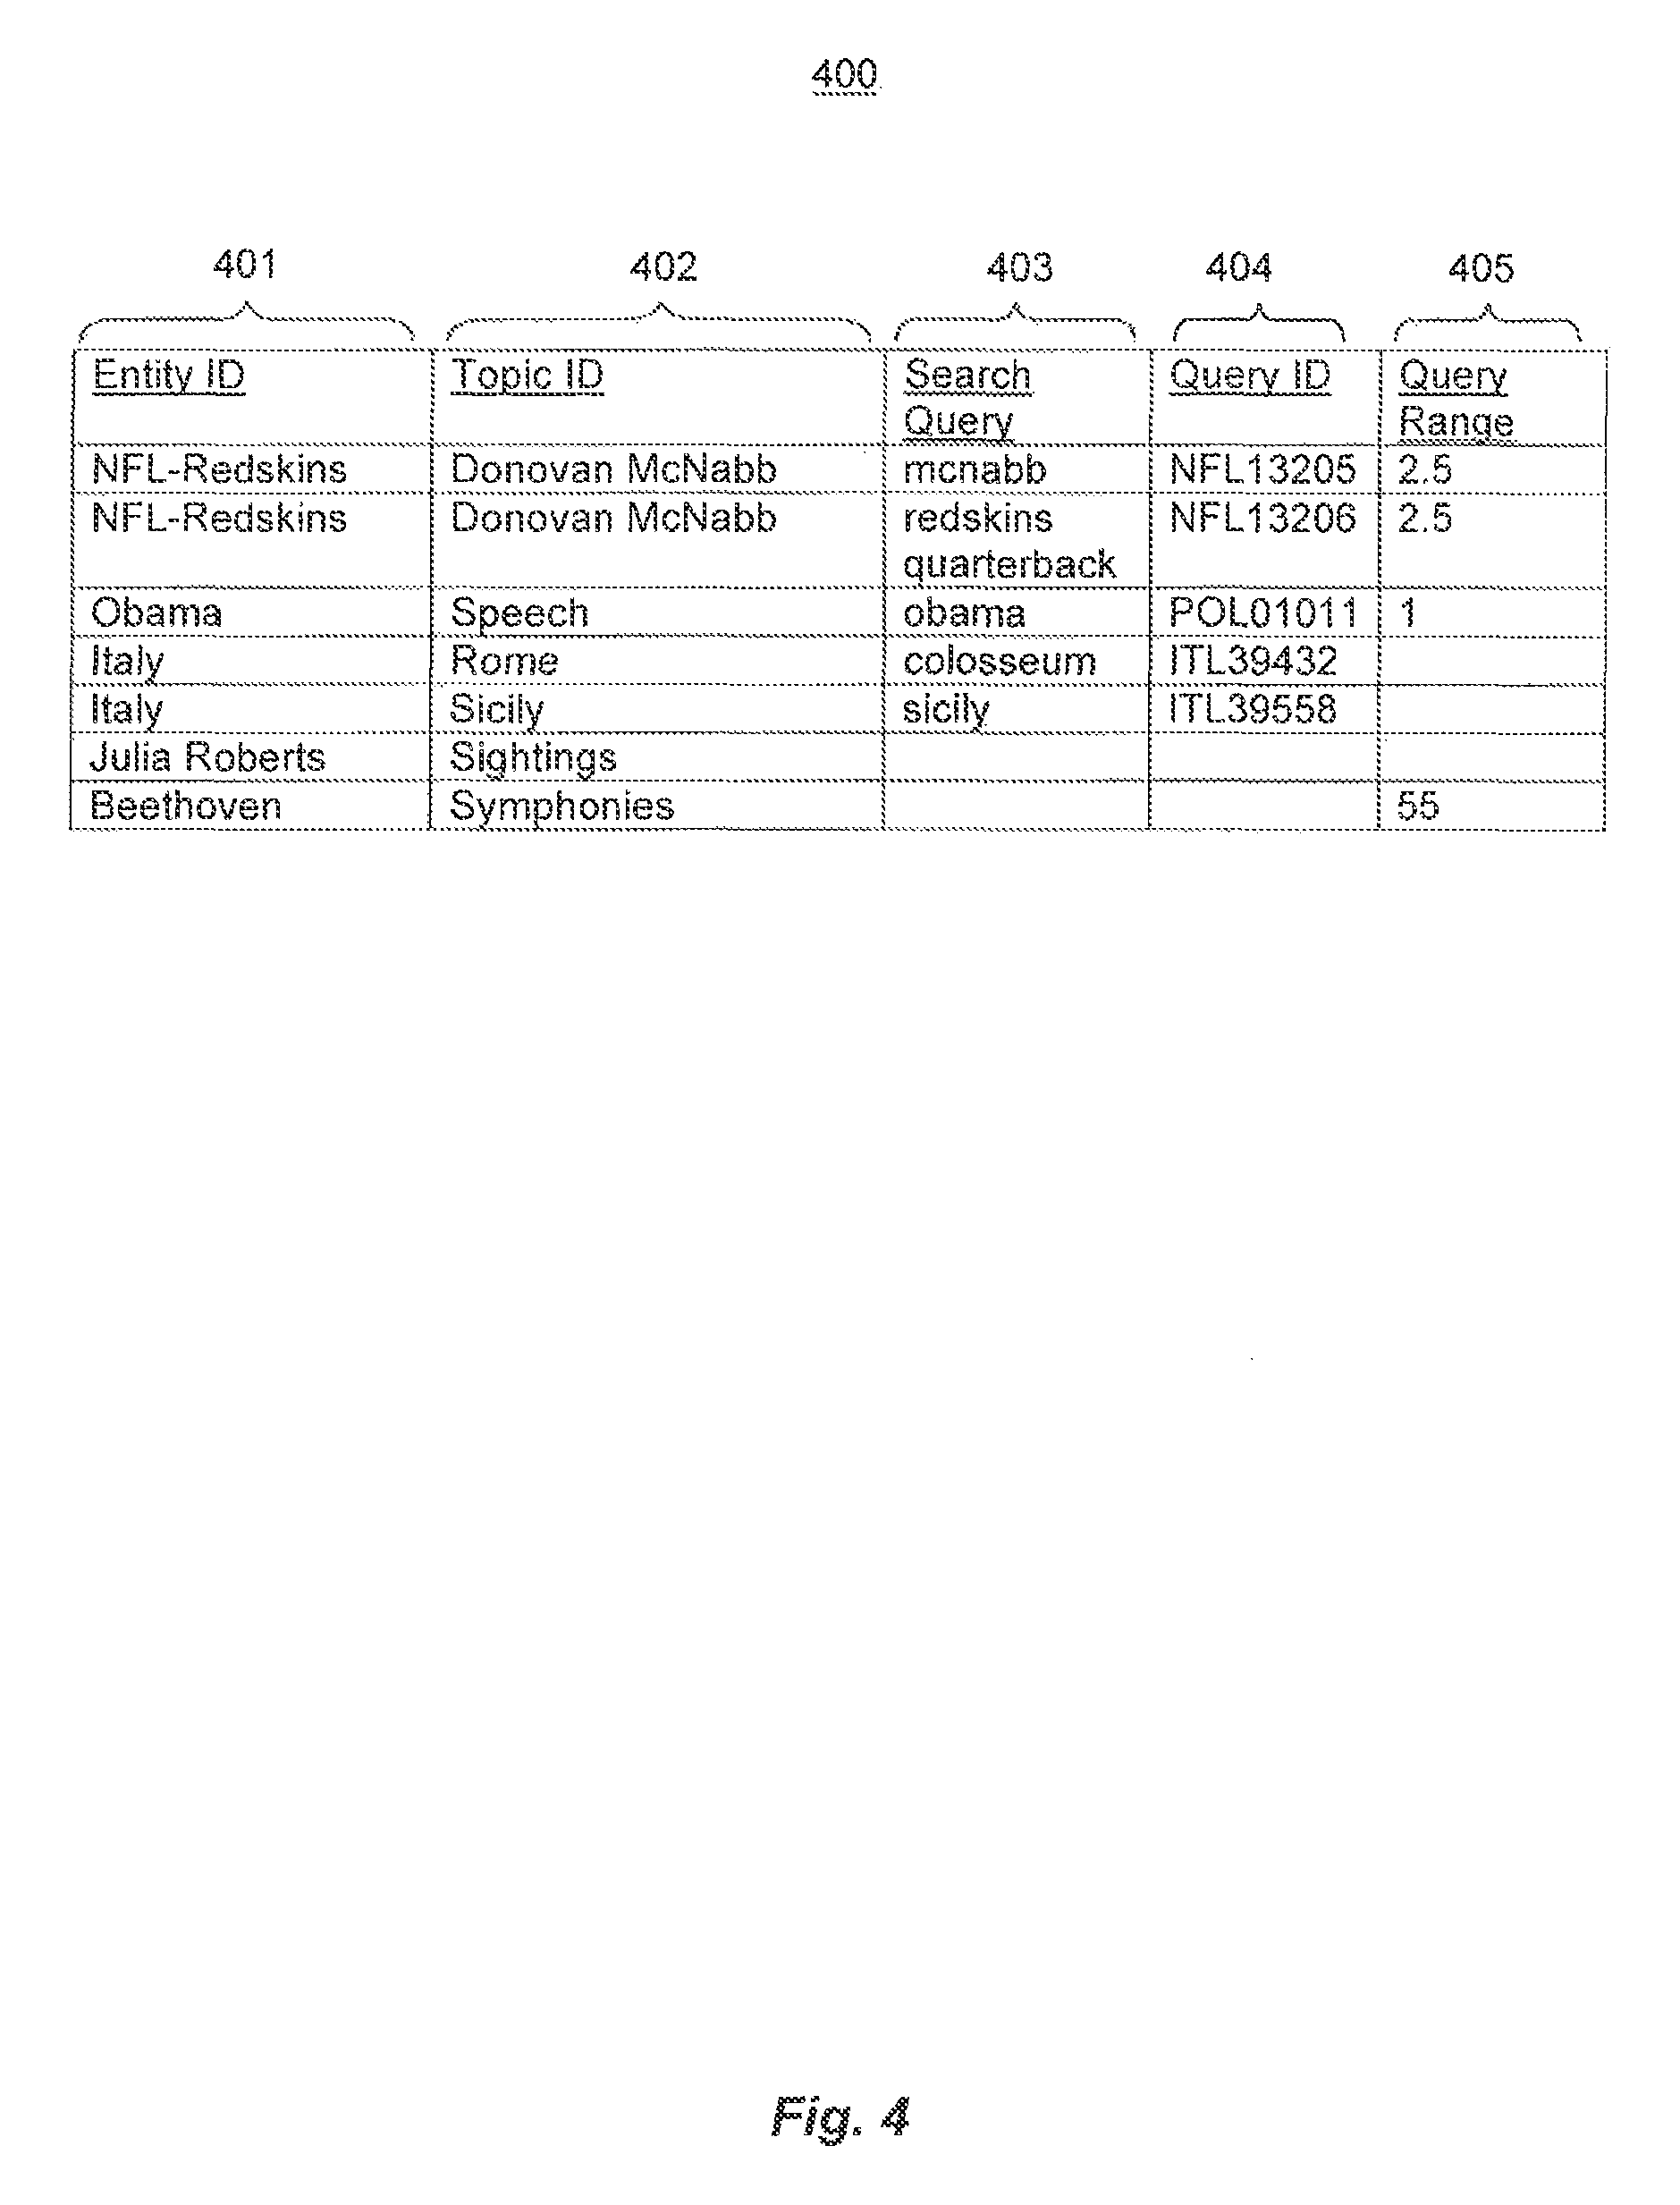 400
401 402 403 404 405
Entity ID Topic ID Search Query Query ID Query Range
NFL-Redskins Donovan McNabb mcnabb NFL13205 2.5
NFL-Redskins Donovan McNabb redskins quarterback NFL13206 2.5
Obama Speech obama POL01011 1
Italy Rome colosseum ITL39432
Italy Sicily sicily ITL39558
Julia Roberts Sightings
Beethoven Symphonies 55
Fig. 4